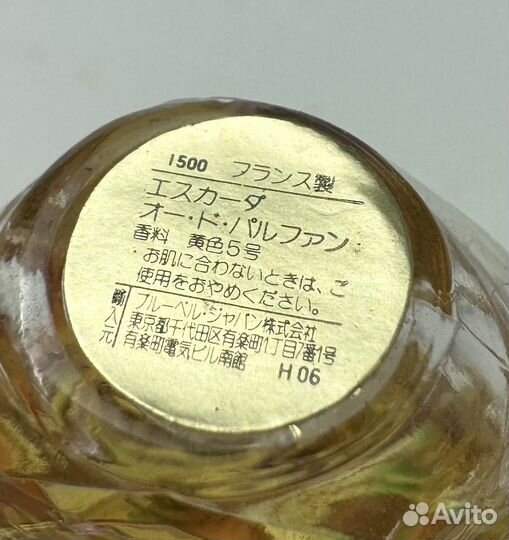 1500 フランス製
エスカーダ
オー・ド・パルファン
香料 黄色5号
・お肌に合わないときは、ご
使用をおやめください。
輸入元
ブルーベル・ジャパン株式会社
東京都千代田区有楽町1丁目7番1号
有楽町電気ビル南館
H 06
Avito